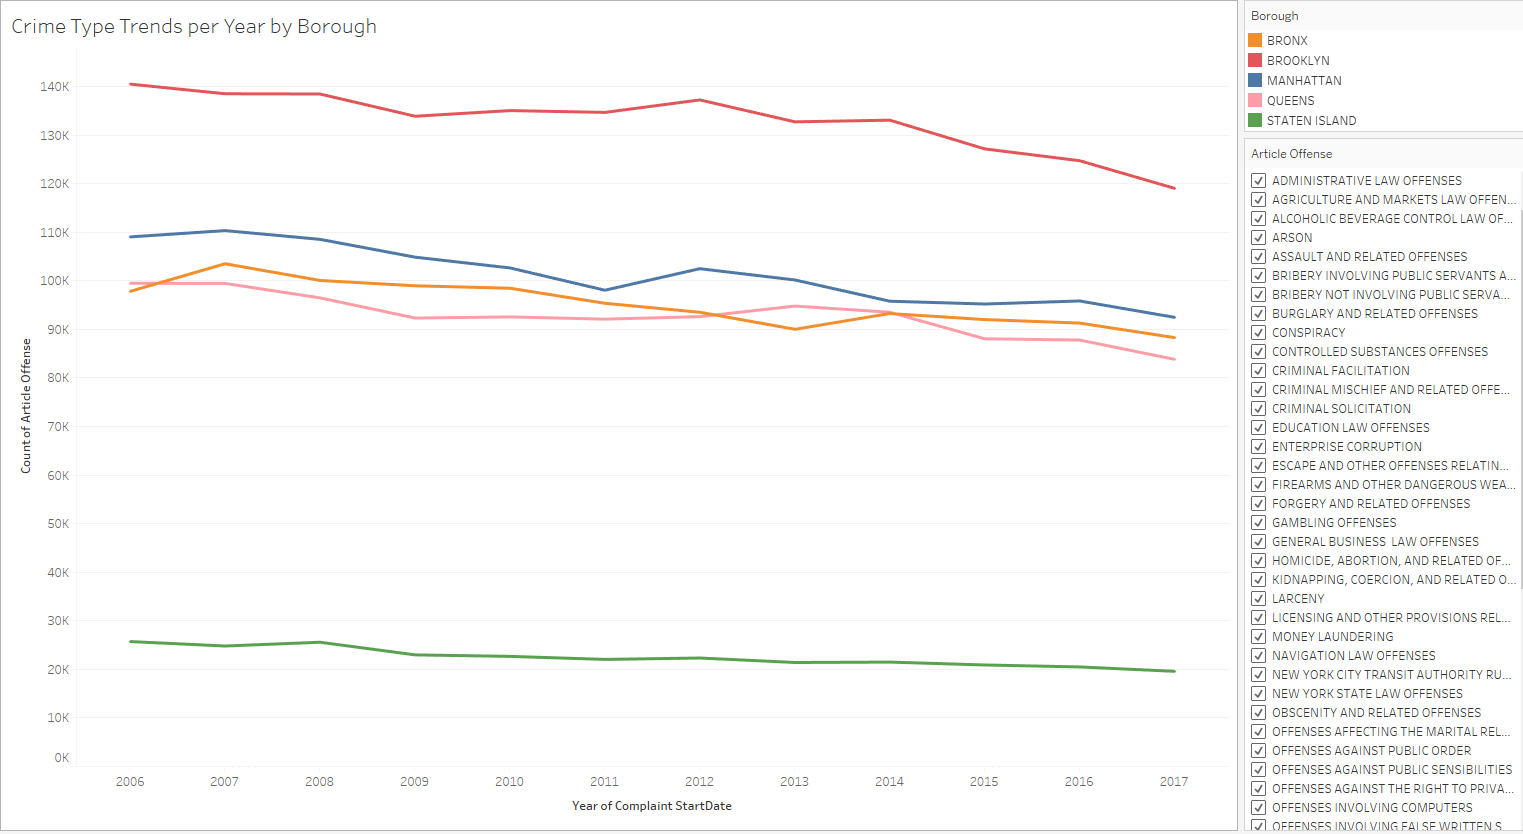 Crime Type Trends per Year by Borough
140K
130K
120K
110K
100K
90K
80K
70K
60K
50K
40K
30K
20K
10K
0K
Count of Article Offense
2006 2007 2008 2009 2010 2011 2012 2013 2014 2015 2016 2017
Year of Complaint StartDate
Borough
BRONX
BROOKLYN
MANHATTAN
QUEENS
STATEN ISLAND
Article Offense
ADMINISTRATIVE LAW OFFENSES
AGRICULTURE AND MARKETS LAW OFFEN...
ALCOHOLIC BEVERAGE CONTROL LAW OF...
ARSON
ASSAULT AND RELATED OFFENSES
BRIBERY INVOLVING PUBLIC SERVANTS A...
BRIBERY NOT INVOLVING PUBLIC SERVA...
BURGLARY AND RELATED OFFENSES
CONSPIRACY
CONTROLLED SUBSTANCES OFFENSES
CRIMINAL FACILITATION
CRIMINAL MISCHIEF AND RELATED OFFE...
CRIMINAL SOLICITATION
EDUCATION LAW OFFENSES
ENTERPRISE CORRUPTION
ESCAPE AND OTHER OFFENSES RELATIN...
FIREARMS AND OTHER DANGEROUS WEA...
FORGERY AND RELATED OFFENSES
GAMBLING OFFENSES
GENERAL BUSINESS  LAW OFFENSES
HOMICIDE, ABORTION, AND RELATED OF...
KIDNAPPING, COERCION, AND RELATED O...
LARCENY
LICENSING AND OTHER PROVISIONS REL...
MONEY LAUNDERING
NAVIGATION LAW OFFENSES
NEW YORK CITY TRANSIT AUTHORITY RU...
NEW YORK STATE LAW OFFENSES
OBSCENITY AND RELATED OFFENSES
OFFENSES AFFECTING THE MARITAL REL...
OFFENSES AGAINST PUBLIC ORDER
OFFENSES AGAINST PUBLIC SENSIBILITIES
OFFENSES AGAINST THE RIGHT TO PRIVA...
OFFENSES INVOLVING COMPUTERS
OFFENSES INVOLVING FALSE WRITTEN S...